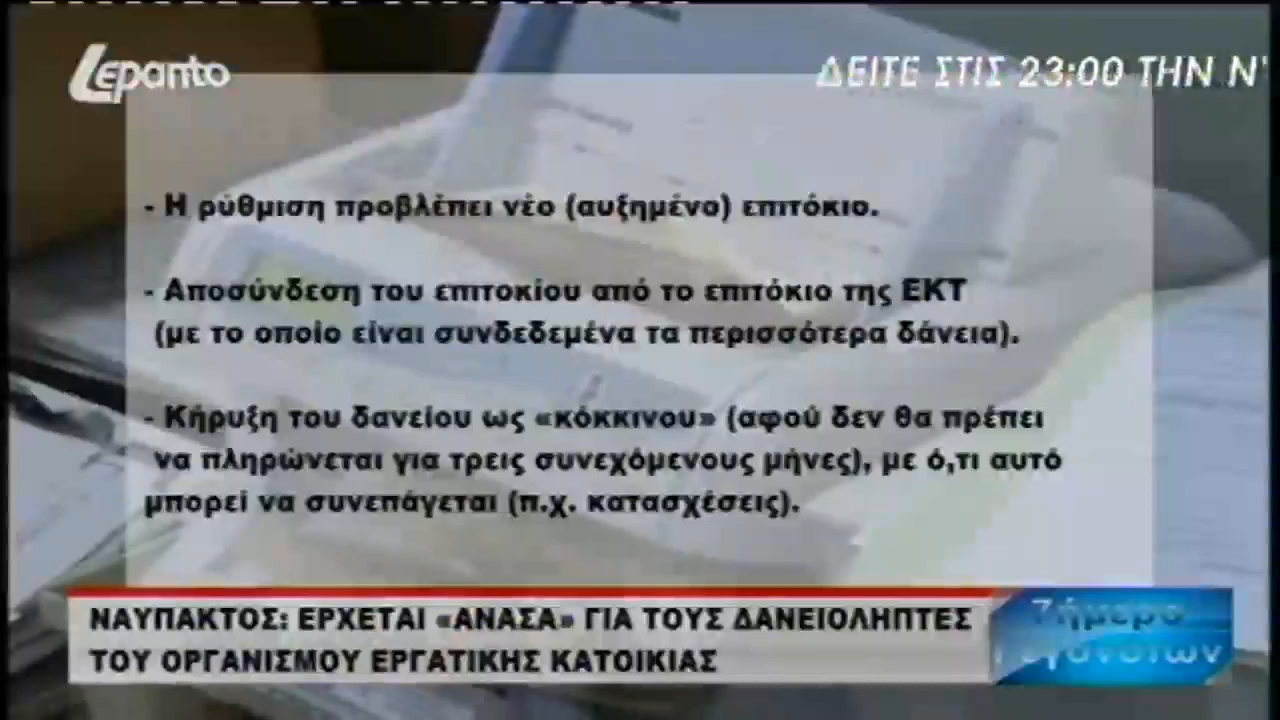 Lepanto
ΔΕΙΤΕ ΣΤΙΣ 23:00 ΤΗΝ Ν'
- Η ρύθμιση προβλέπει νέο (αυξημένο) επιτόκιο.
- Αποσύνδεση του επιτοκίου από το επιτόκιο της ΕΚΤ
(με το οποίο είναι συνδεδεμένα τα περισσότερα δάνεια).
- Κήρυξη του δανείου ως «κόκκινου» (αφού δεν θα πρέπει
να πληρώνεται για τρεις συνεχόμενους μήνες), με ό,τι αυτό
μπορεί να συνεπάγεται (π.χ. κατασχέσεις).
ΝΑΥΠΑΚΤΟΣ: ΕΡΧΕΤΑΙ «ΑΝΑΣΑ» ΓΙΑ ΤΟΥΣ ΔΑΝΕΙΟΛΗΠΤΕΣ
ΤΟΥ ΟΡΓΑΝΙΣΜΟΥ ΕΡΓΑΤΙΚΗΣ ΚΑΤΟΙΚΙΑΣ
7ήμερο
Γεγονότων